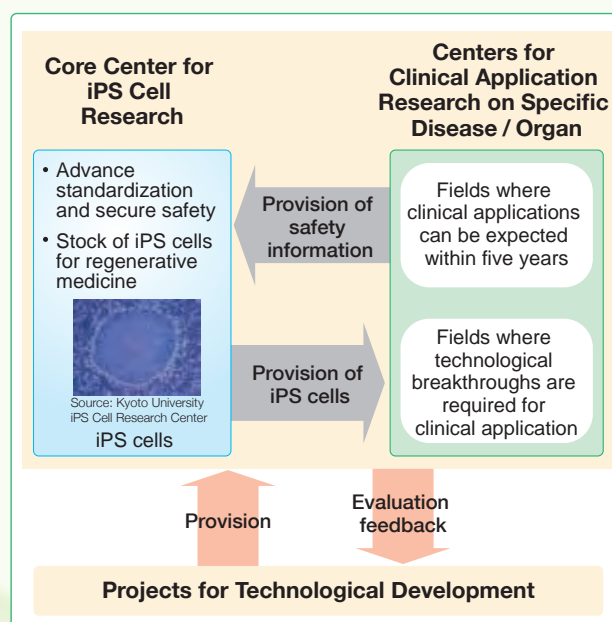 Core Center for
iPS Cell
Research
Centers for
Clinical Application
Research on Specific
Disease / Organ
• Advance
standardization
and secure safety
• Stock of iPS cells
for regenerative
medicine
Source: Kyoto University
iPS Cell Research Center
iPS cells
Provision of
safety
information
Provision of
iPS cells
Fields where
clinical applications
can be expected
within five years
Fields where
technological
breakthroughs are
required for
clinical application
Provision
Evaluation
feedback
Projects for Technological Development